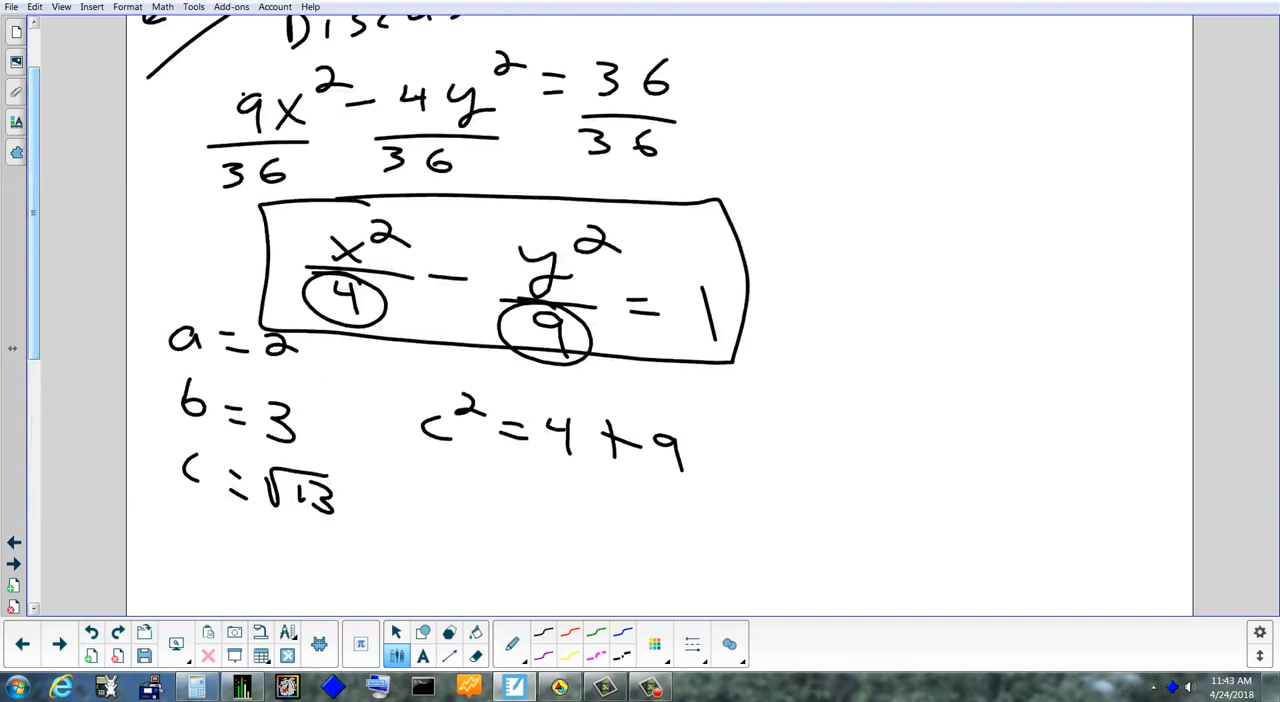 File Edit View Insert Format Math Tools Add-ons Account Help
9x² - 4y² = 36
36 36 36
x² - y² = 1
4 9
a = 2
b = 3 c² = 4 + 9
c = √13
11:43 AM
4/24/2018